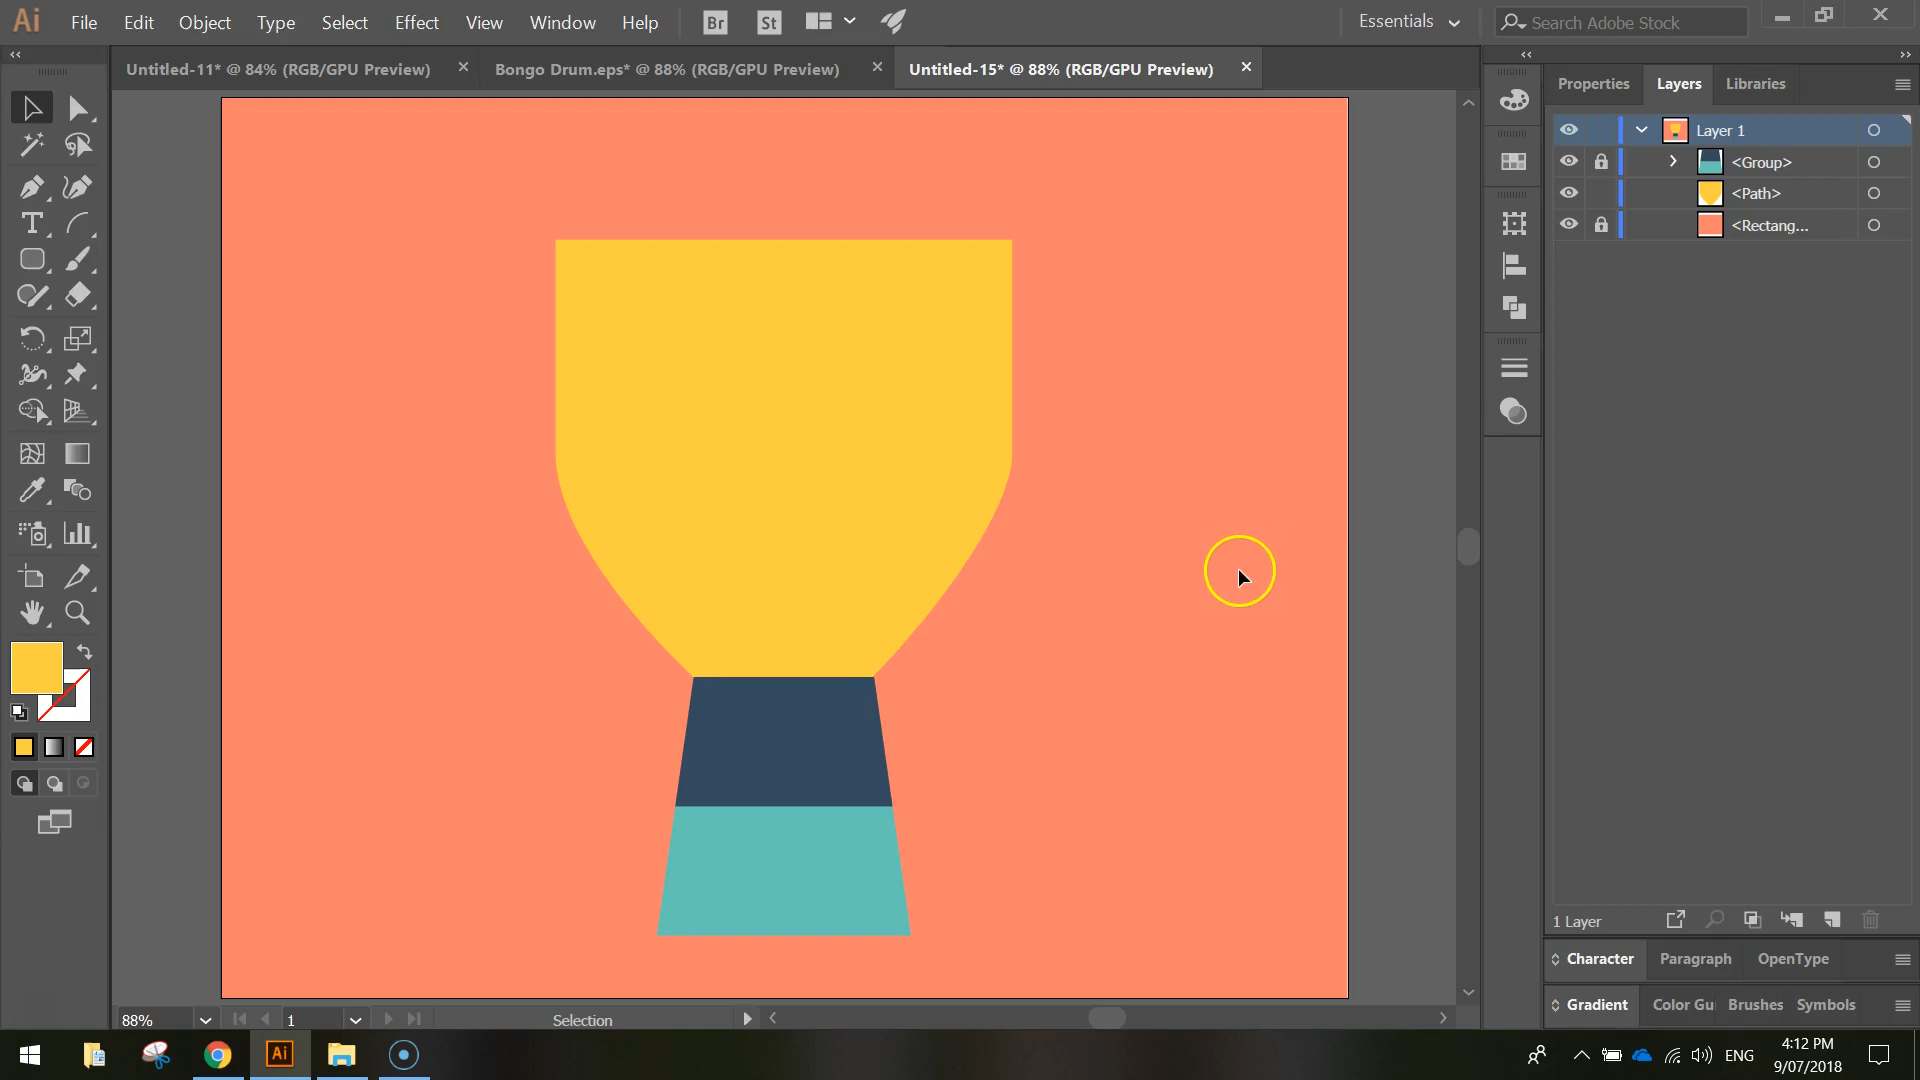 Ai File Edit Object Type Select Effect View Window Help Br St Essentials Search Adobe Stock
Untitled-11* @ 84% (RGB/GPU Preview) Bongo Drum.eps* @ 88% (RGB/GPU Preview) Untitled-15* @ 88% (RGB/GPU Preview)
Properties Layers Libraries
Layer 1
<Group>
<Path>
<Rectang...
1 Layer
Character Paragraph OpenType
Gradient Color Gu Brushes Symbols
88% 1 Selection
Ai ENG
4:12 PM
9/07/2018